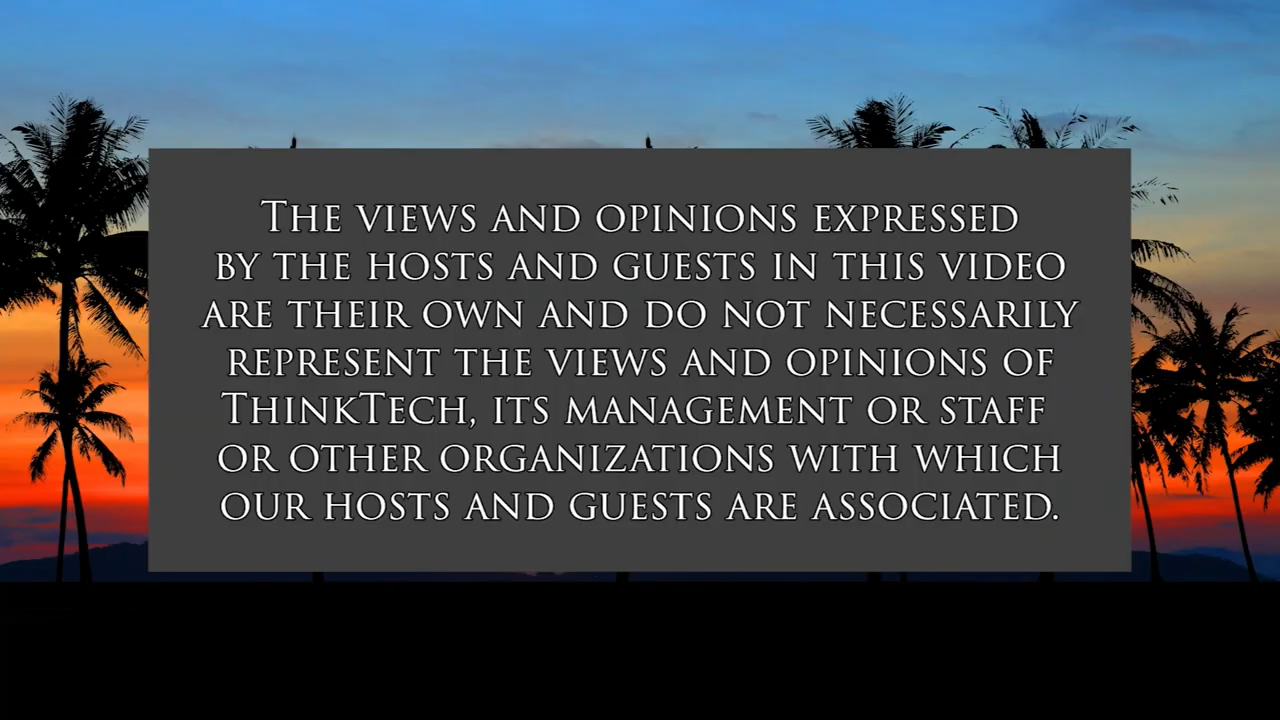 The views and opinions expressed
by the hosts and guests in this video
are their own and do not necessarily
represent the views and opinions of
ThinkTech, its management or staff
or other organizations with which
our hosts and guests are associated.